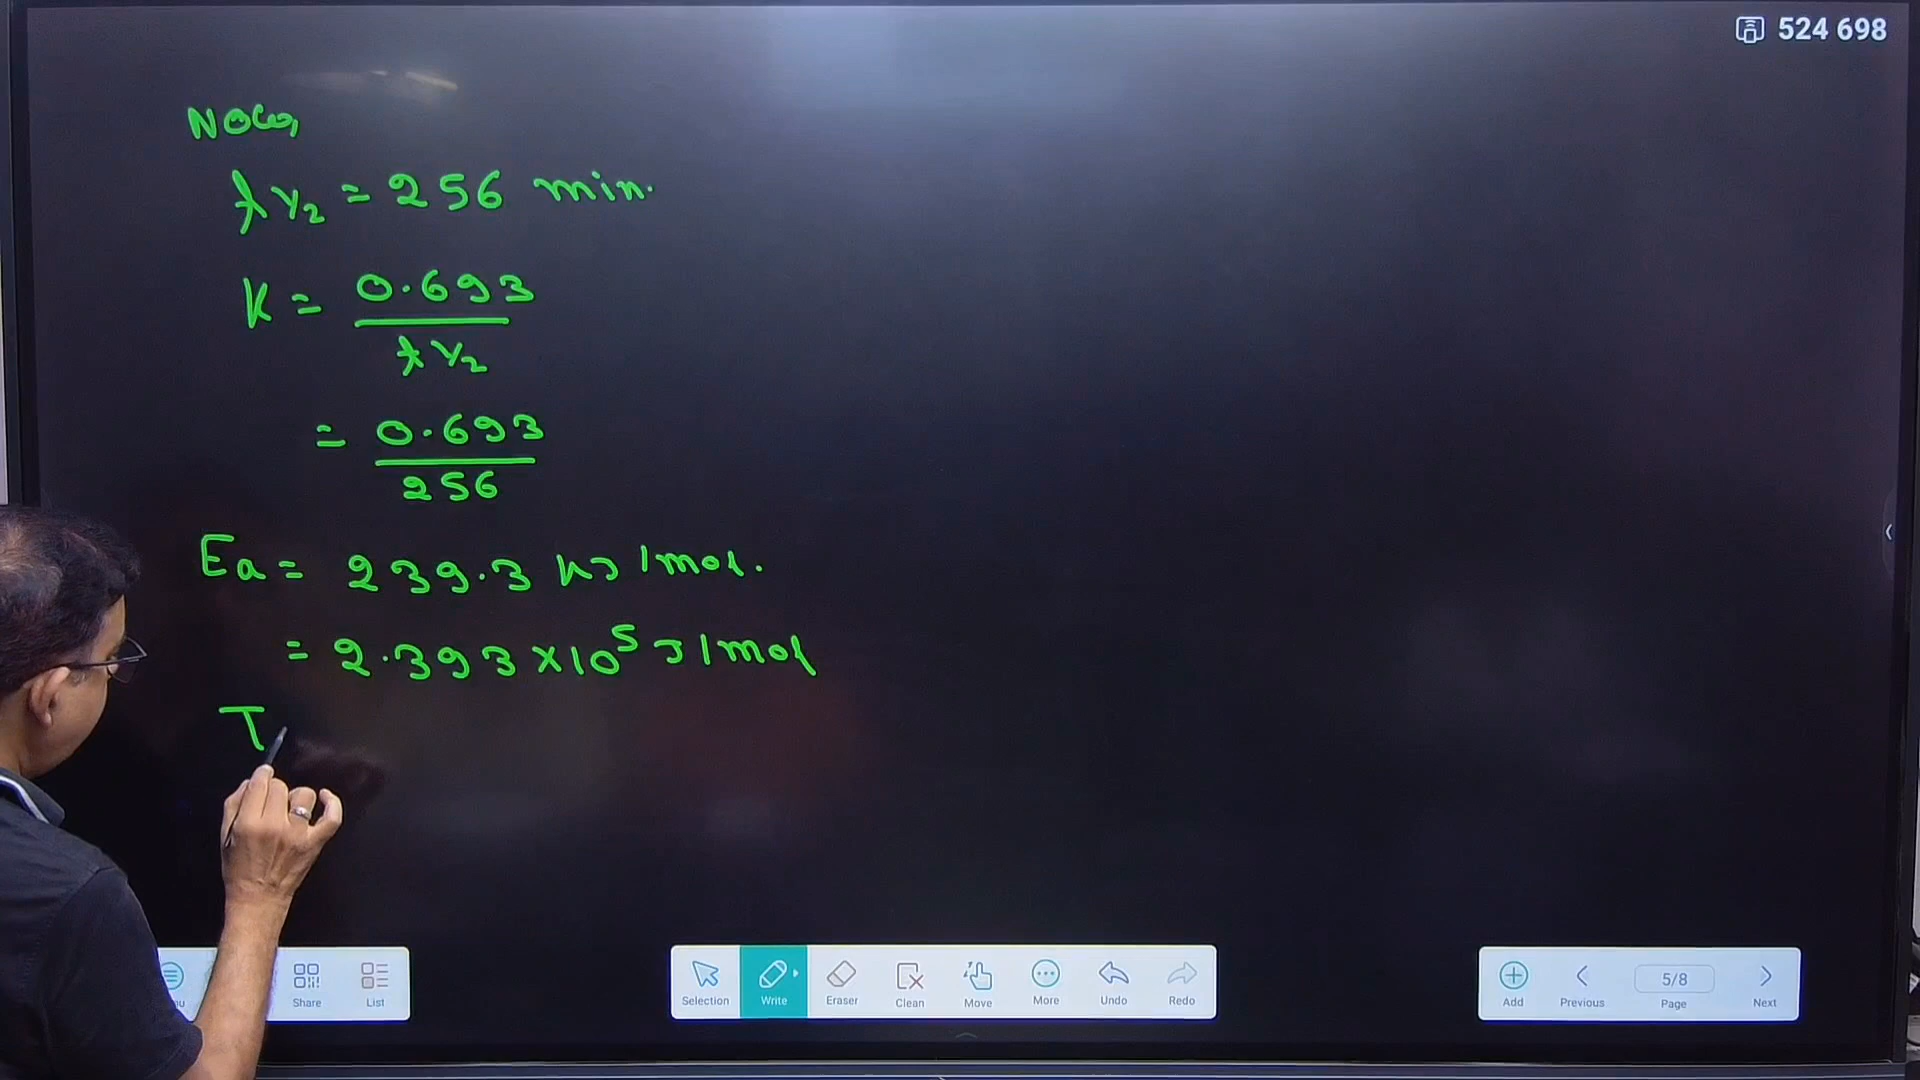 524 698
Now,
t1/2 = 256 min.
K = 0.693 / t1/2
= 0.693 / 256
Ea = 239.3 kJ/mol.
= 2.393 × 10⁵ J/mol
T
Share
List
Selection
Write
Eraser
Clean
Move
More
Undo
Redo
Add
Previous
5/8
Page
Next